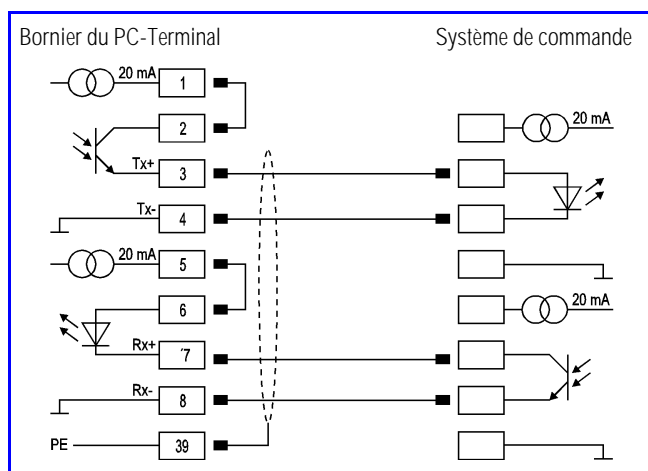 Bornier du PC-Terminal
Système de commande
20 mA 1
2
20 mA
Tx+ 3
Tx- 4
20 mA 5
6
20 mA
Rx+ ´7
Rx- 8
PE 39